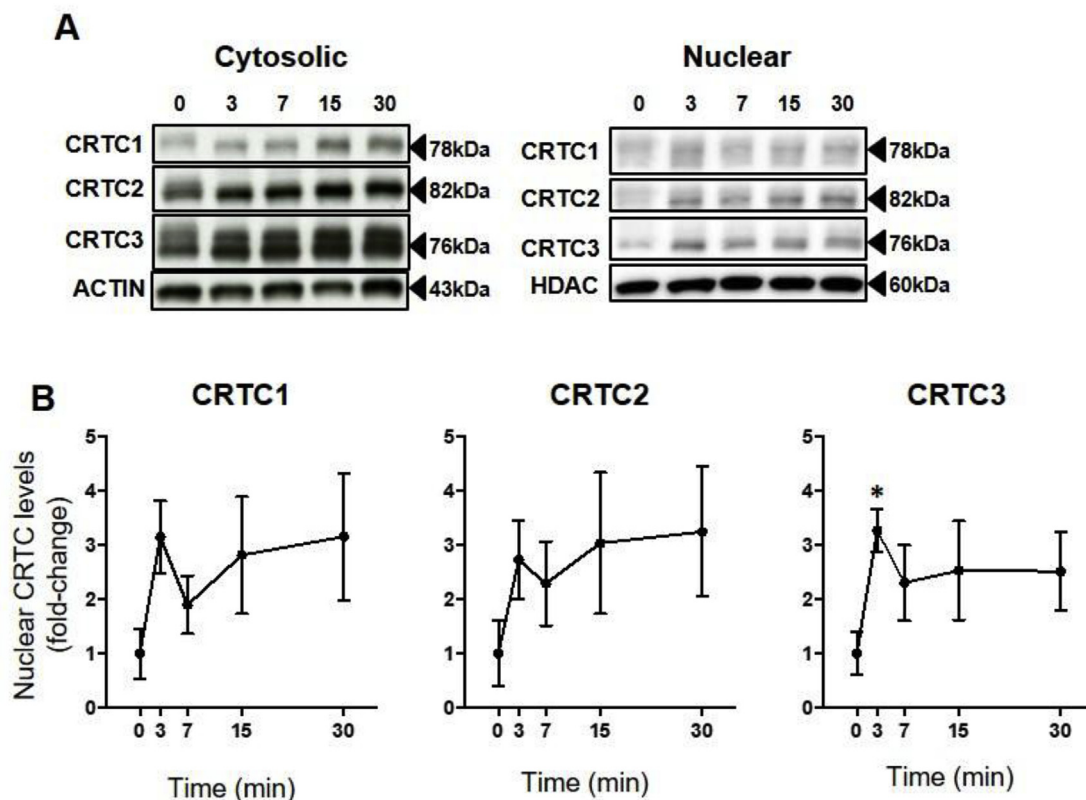 A
Cytosolic
0 3 7 15 30
CRTC1 78kDa
CRTC2 82kDa
CRTC3 76kDa
ACTIN 43kDa
Nuclear
0 3 7 15 30
CRTC1 78kDa
CRTC2 82kDa
CRTC3 76kDa
HDAC 60kDa
B
Nuclear CRTC levels
(fold-change)
CRTC1
5
4
3
2
1
0
0 3 7 15 30
Time (min)
CRTC2
5
4
3
2
1
0
0 3 7 15 30
Time (min)
CRTC3
5
4
*
3
2
1
0
0 3 7 15 30
Time (min)